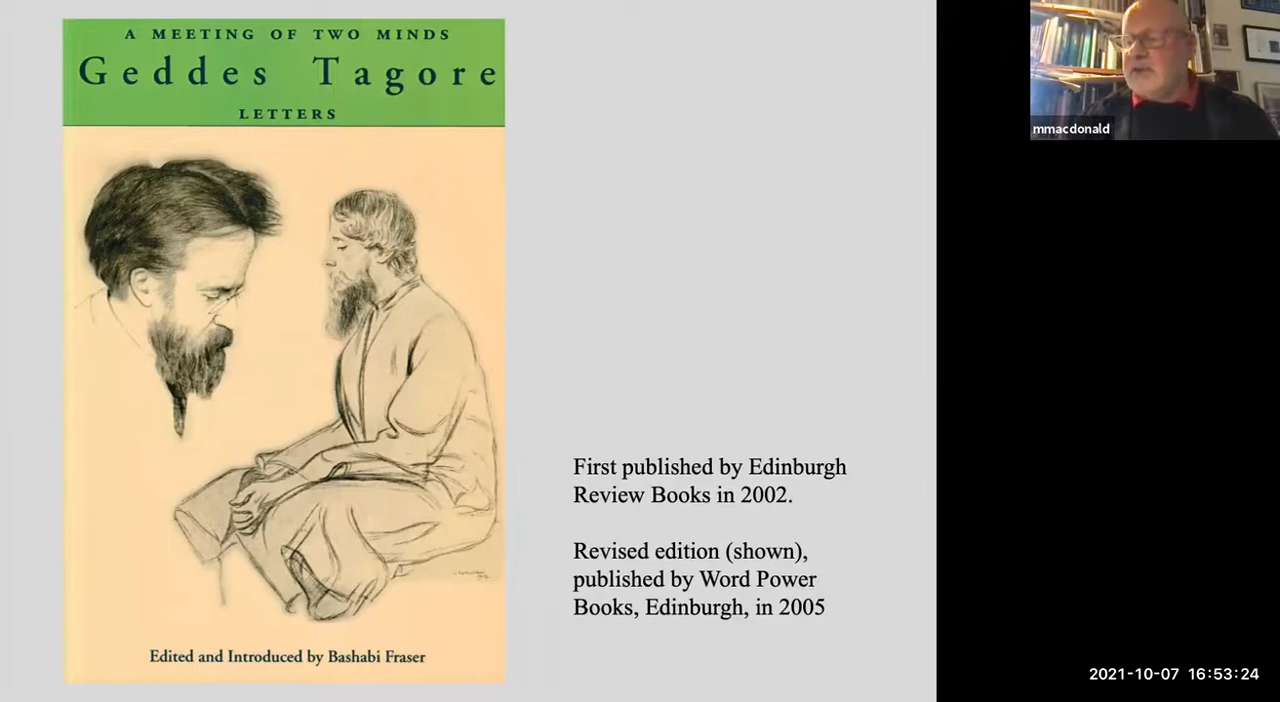 A MEETING OF TWO MINDS
Geddes Tagore
LETTERS
Edited and Introduced by Bashabi Fraser
First published by Edinburgh
Review Books in 2002.
Revised edition (shown),
published by Word Power
Books, Edinburgh, in 2005
mmacdonald
2021-10-07 16:53:24